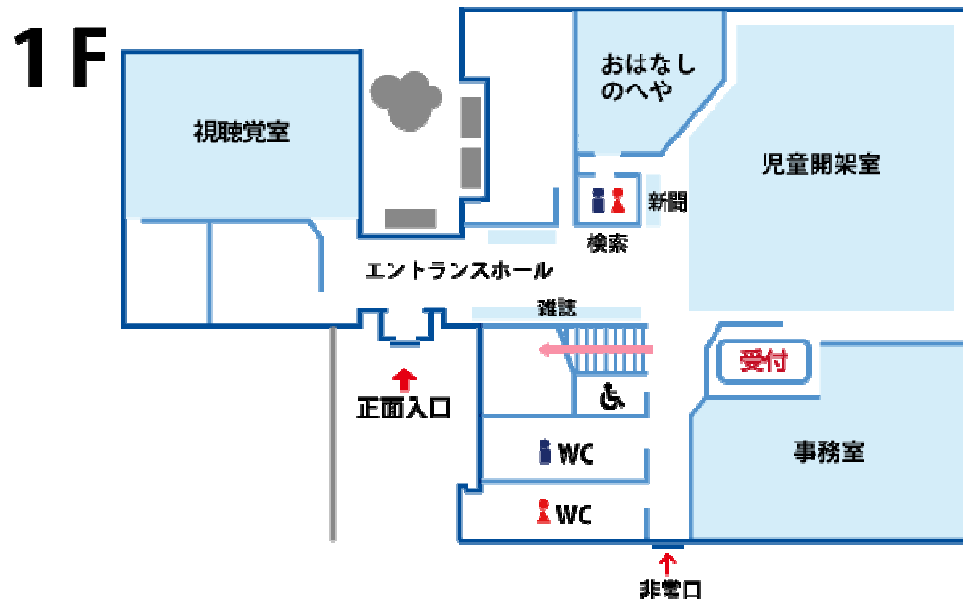 1F
おはなし
のへや
視聴覚室
児童開架室
新聞
検索
エントランスホール
雑誌
受付
正面入口
事務室
WC
WC
非常口